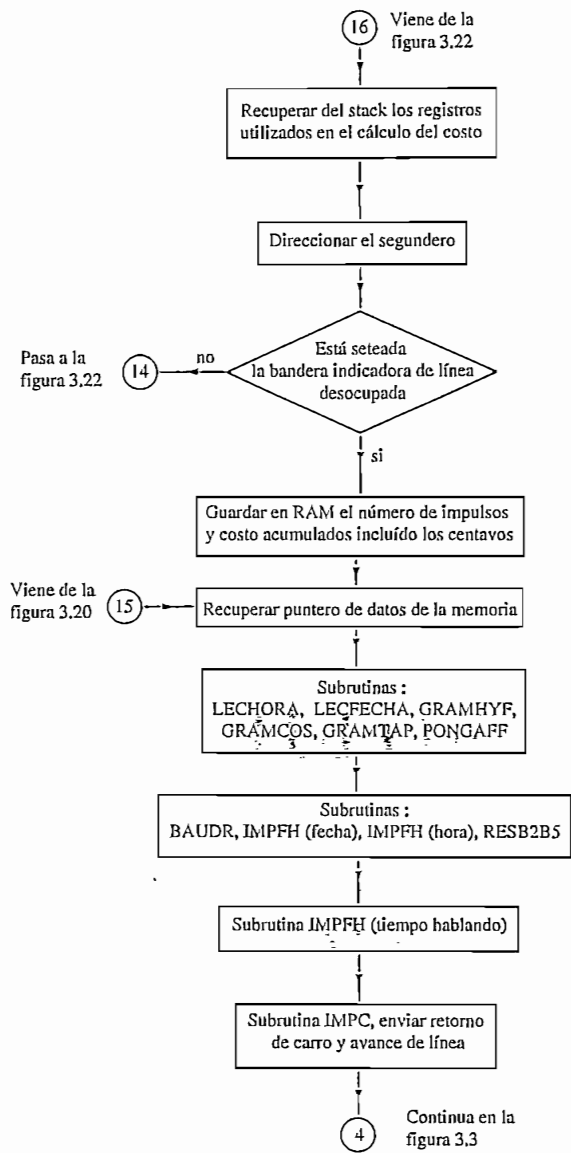 16
Viene de la
figura 3.22
Recuperar del stack los registros
utilizados en el cálculo del costo
Direccionar el segundero
Está seteada
la bandera indicadora de línea
desocupada
Pasa a la
figura 3.22
14
no
si
Guardar en RAM el número de impulsos
y costo acumulados incluído los centavos
Viene de la
figura 3.20
15
Recuperar puntero de datos de la memoria
Subrutinas :
LECHORA, LECFECHA, GRAMHYF,
GRAMCOS, GRAMTAP, PONGAFF
Subrutinas :
BAUDR, IMPFH (fecha), IMPFH (hora), RESB2B5
Subrutina IMPFH (tiempo hablando)
Subrutina IMPC, enviar retorno
de carro y avance de línea
4
Continua en la
figura 3.3